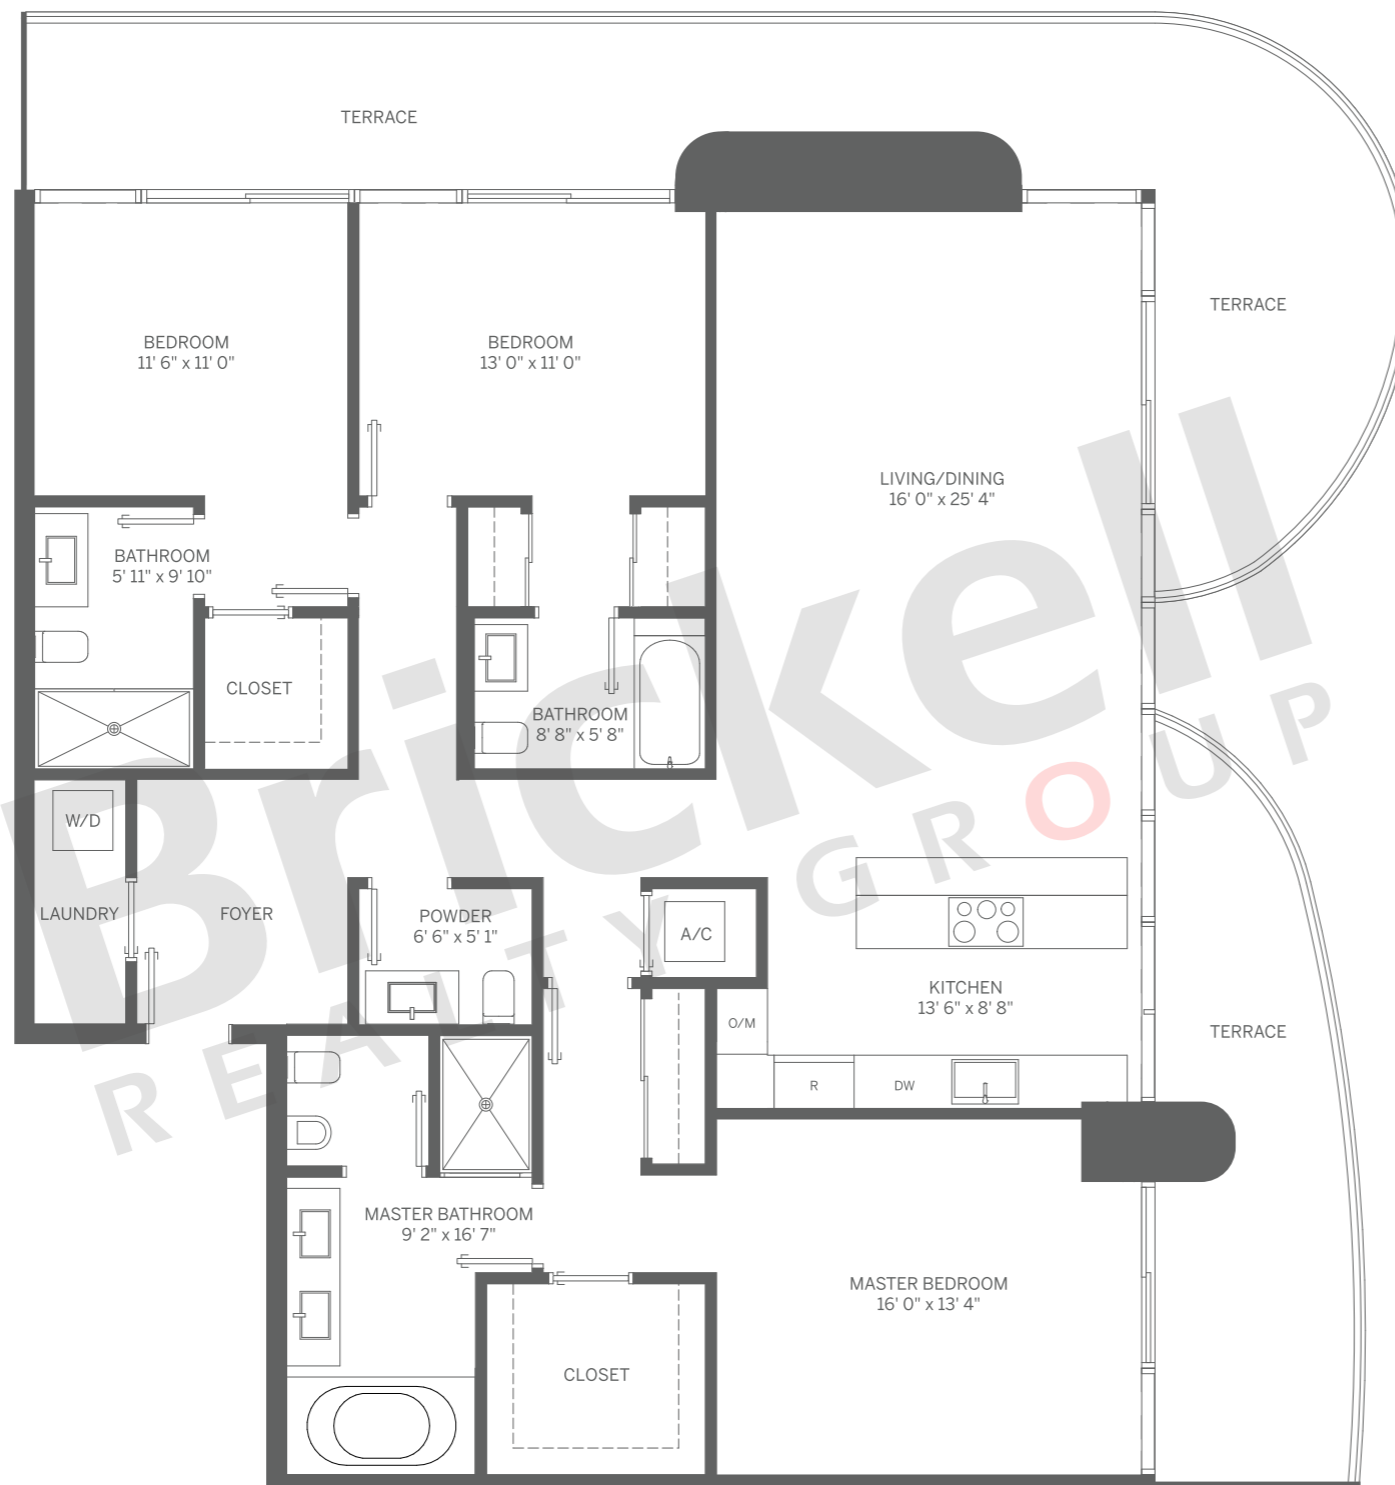 TERRACE
TERRACE
BEDROOM
11' 6" x 11' 0"
BEDROOM
13' 0" x 11' 0"
LIVING/DINING
16' 0" x 25' 4"
BATHROOM
5' 11" x 9' 10"
CLOSET
BATHROOM
8' 8" x 5' 8"
Brickell
REALTY GROUP
W/D
LAUNDRY
FOYER
POWDER
6' 6" x 5' 1"
A/C
KITCHEN
13' 6" x 8' 8"
O/M
R
DW
TERRACE
MASTER BATHROOM
9' 2" x 16' 7"
MASTER BEDROOM
16' 0" x 13' 4"
CLOSET